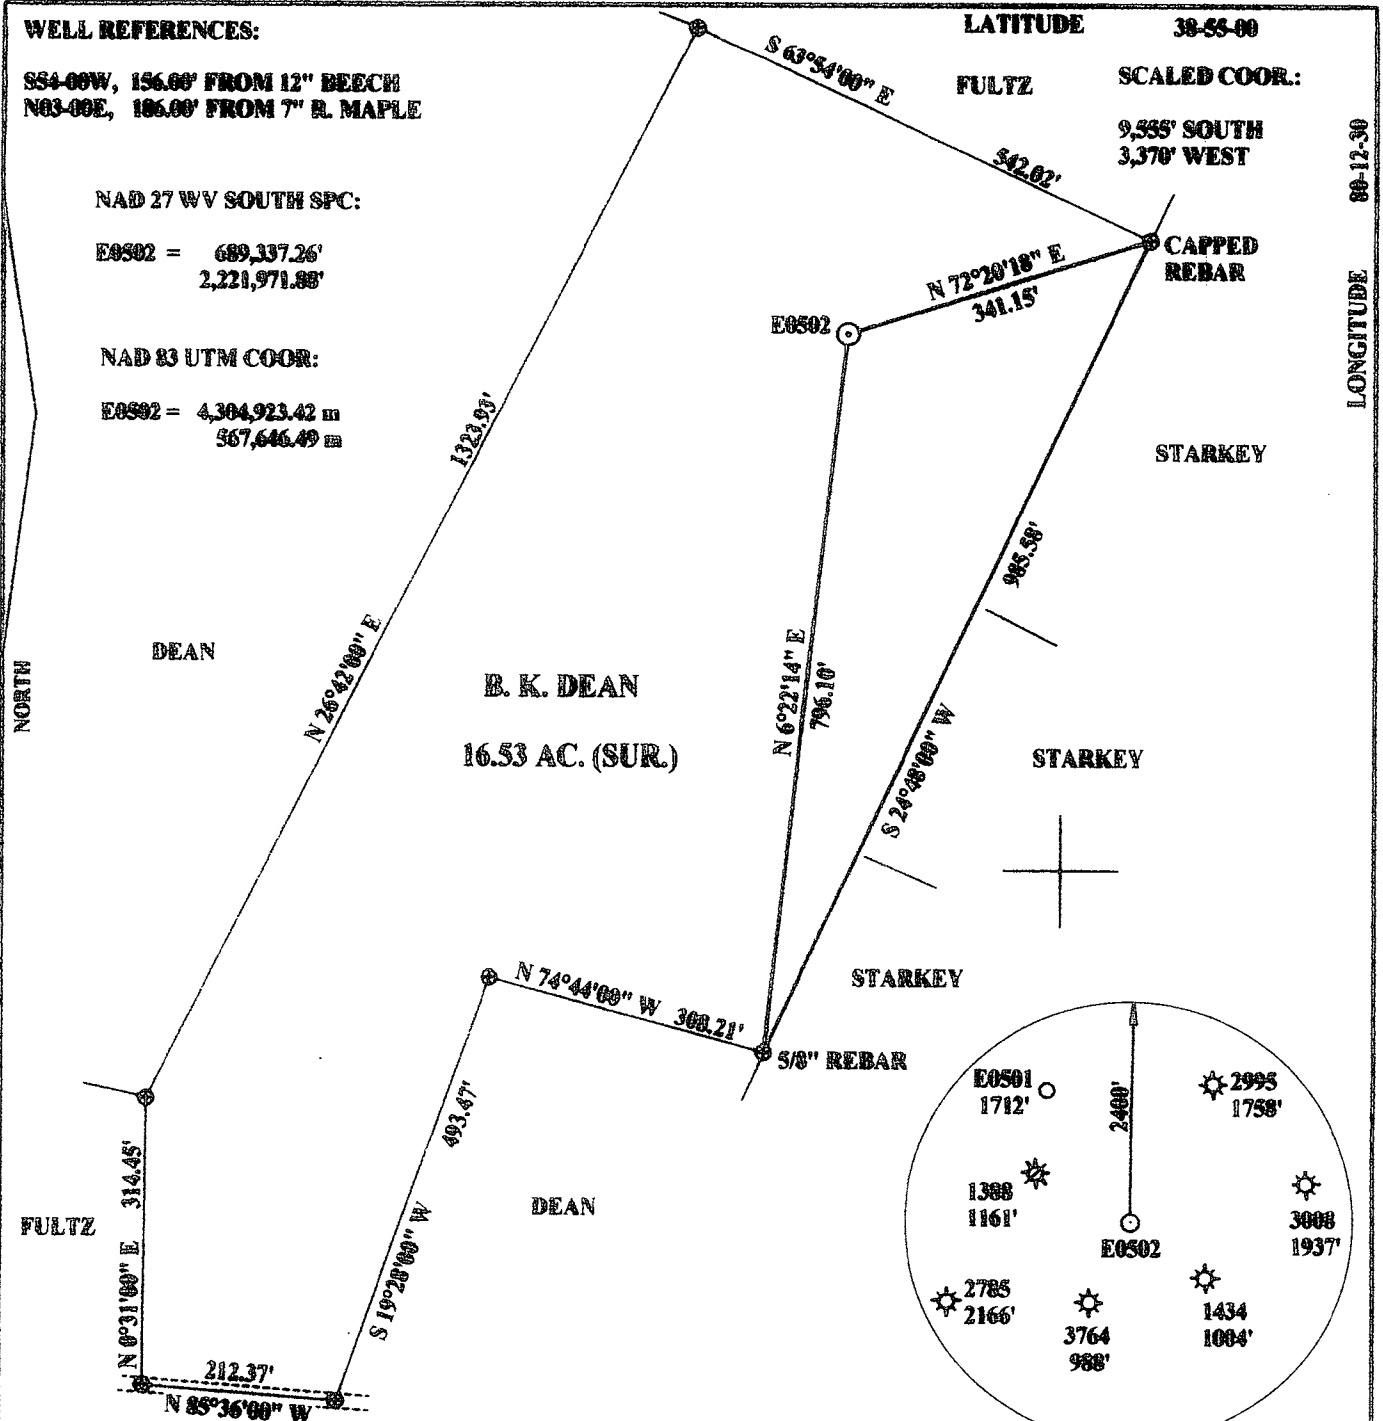 WELL REFERENCES:
S54-00W, 156.00' FROM 12" BEECH
N03-00E, 186.00' FROM 7" R. MAPLE
NAD 27 WV SOUTH SPC:
E0502 = 689,337.26'
2,221,971.88'
NAD 83 UTM COOR:
E0502 = 4,304,923.42 m
567,646.49 m
LATITUDE 38-55-00
SCALED COOR.:
9,555' SOUTH
3,370' WEST
LONGITUDE 80-12-30
FULTZ
S 63°54'00" E
542.02'
CAPPED
REBAR
N 72°20'18" E
341.15'
E0502
1323.93'
N 26°42'00" E
STARKEY
985.58'
S 24°48'00" W
N 6°22'14" E
796.10'
NORTH
DEAN
B. K. DEAN
16.53 AC. (SUR.)
STARKEY
STARKEY
N 74°44'00" W 308.21'
5/8" REBAR
493.47'
S 19°28'00" W
DEAN
FULTZ
N 0°31'00" E 314.45'
212.37'
N 85°36'00" W
2400'
E0501
1712'
2995
1758'
1388
1161'
3008
1937'
E0502
2785
2166'
3764
988'
1434
1004'